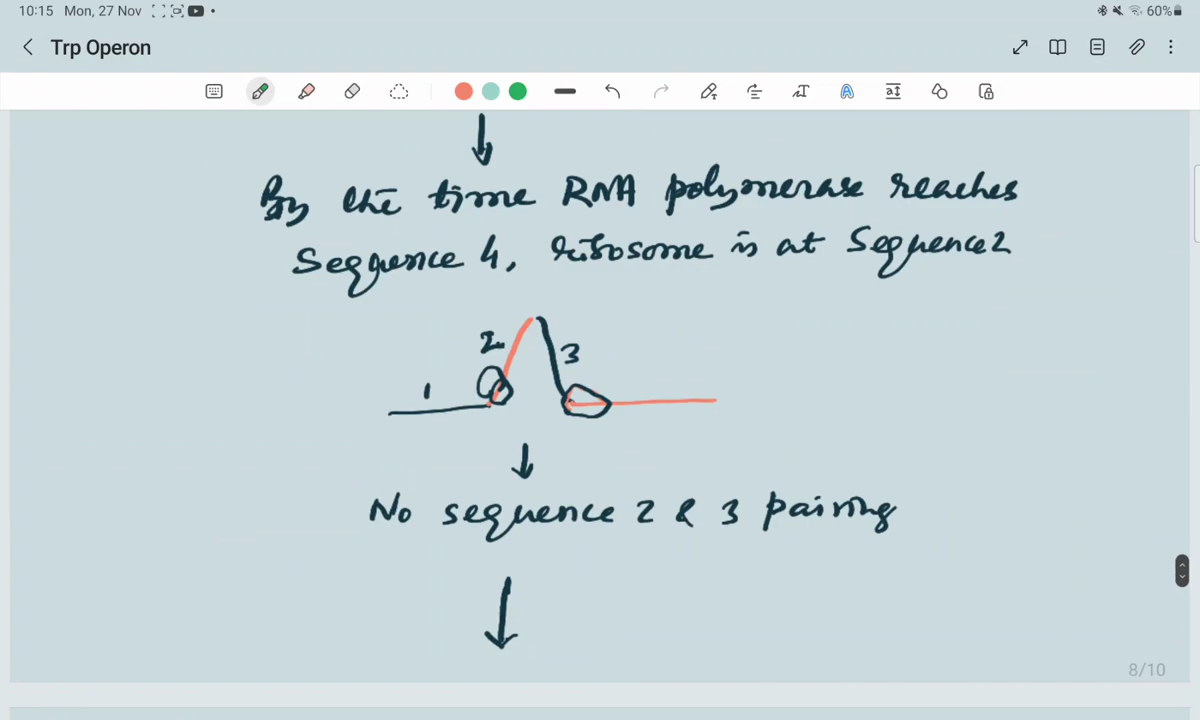 10:15 Mon, 27 Nov
60%
Trp Operon
By the time RNA polymerase reaches
Sequence 4, ribosome is at Sequence 2
2
3
1
No sequence 2 & 3 pairing
8/10